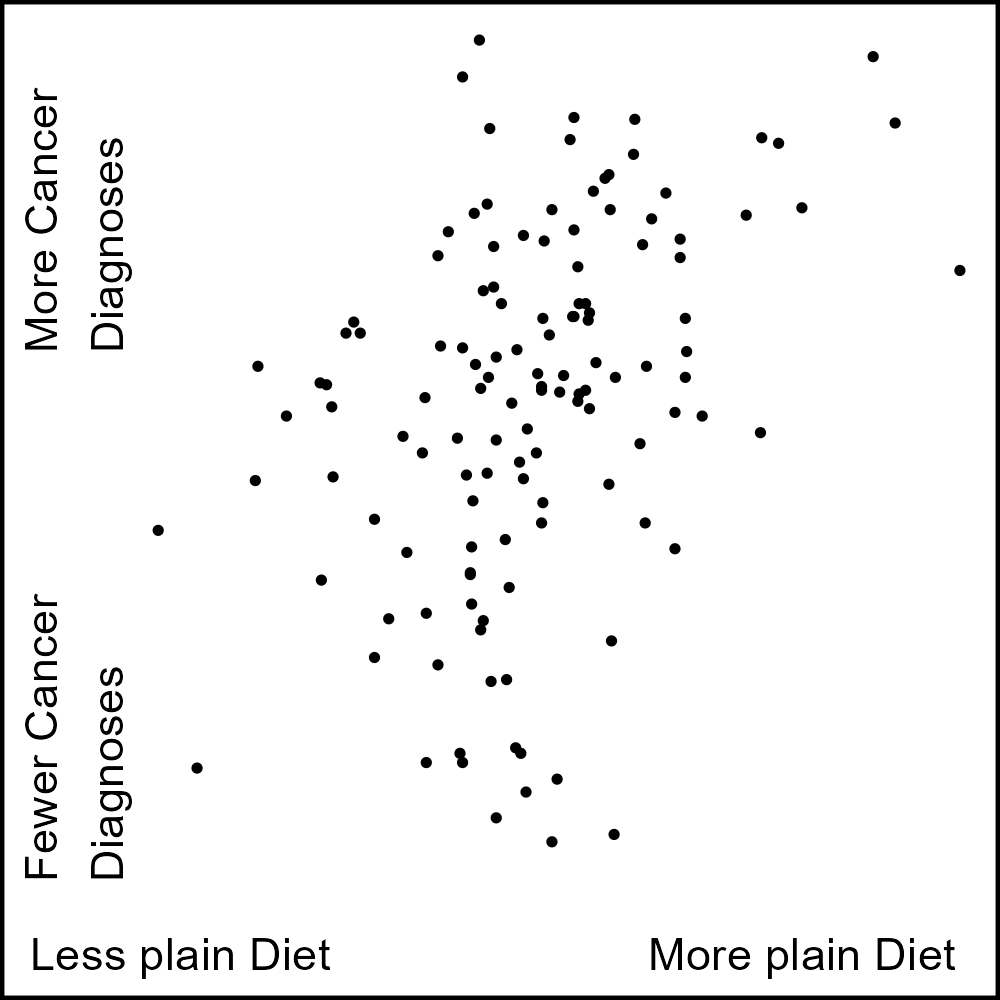 More Cancer
Diagnoses
Fewer Cancer
Diagnoses
Less plain Diet
More plain Diet